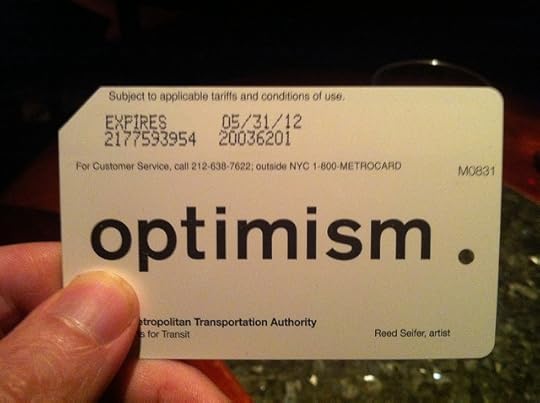 Subject to applicable tariffs and conditions of use.
EXPIRES 05/31/12
2177593954 20036201
For Customer Service, call 212-638-7622; outside NYC 1-800-METROCARD
M0831
optimism
etropolitan Transportation Authority
s for Transit Reed Seifer, artist